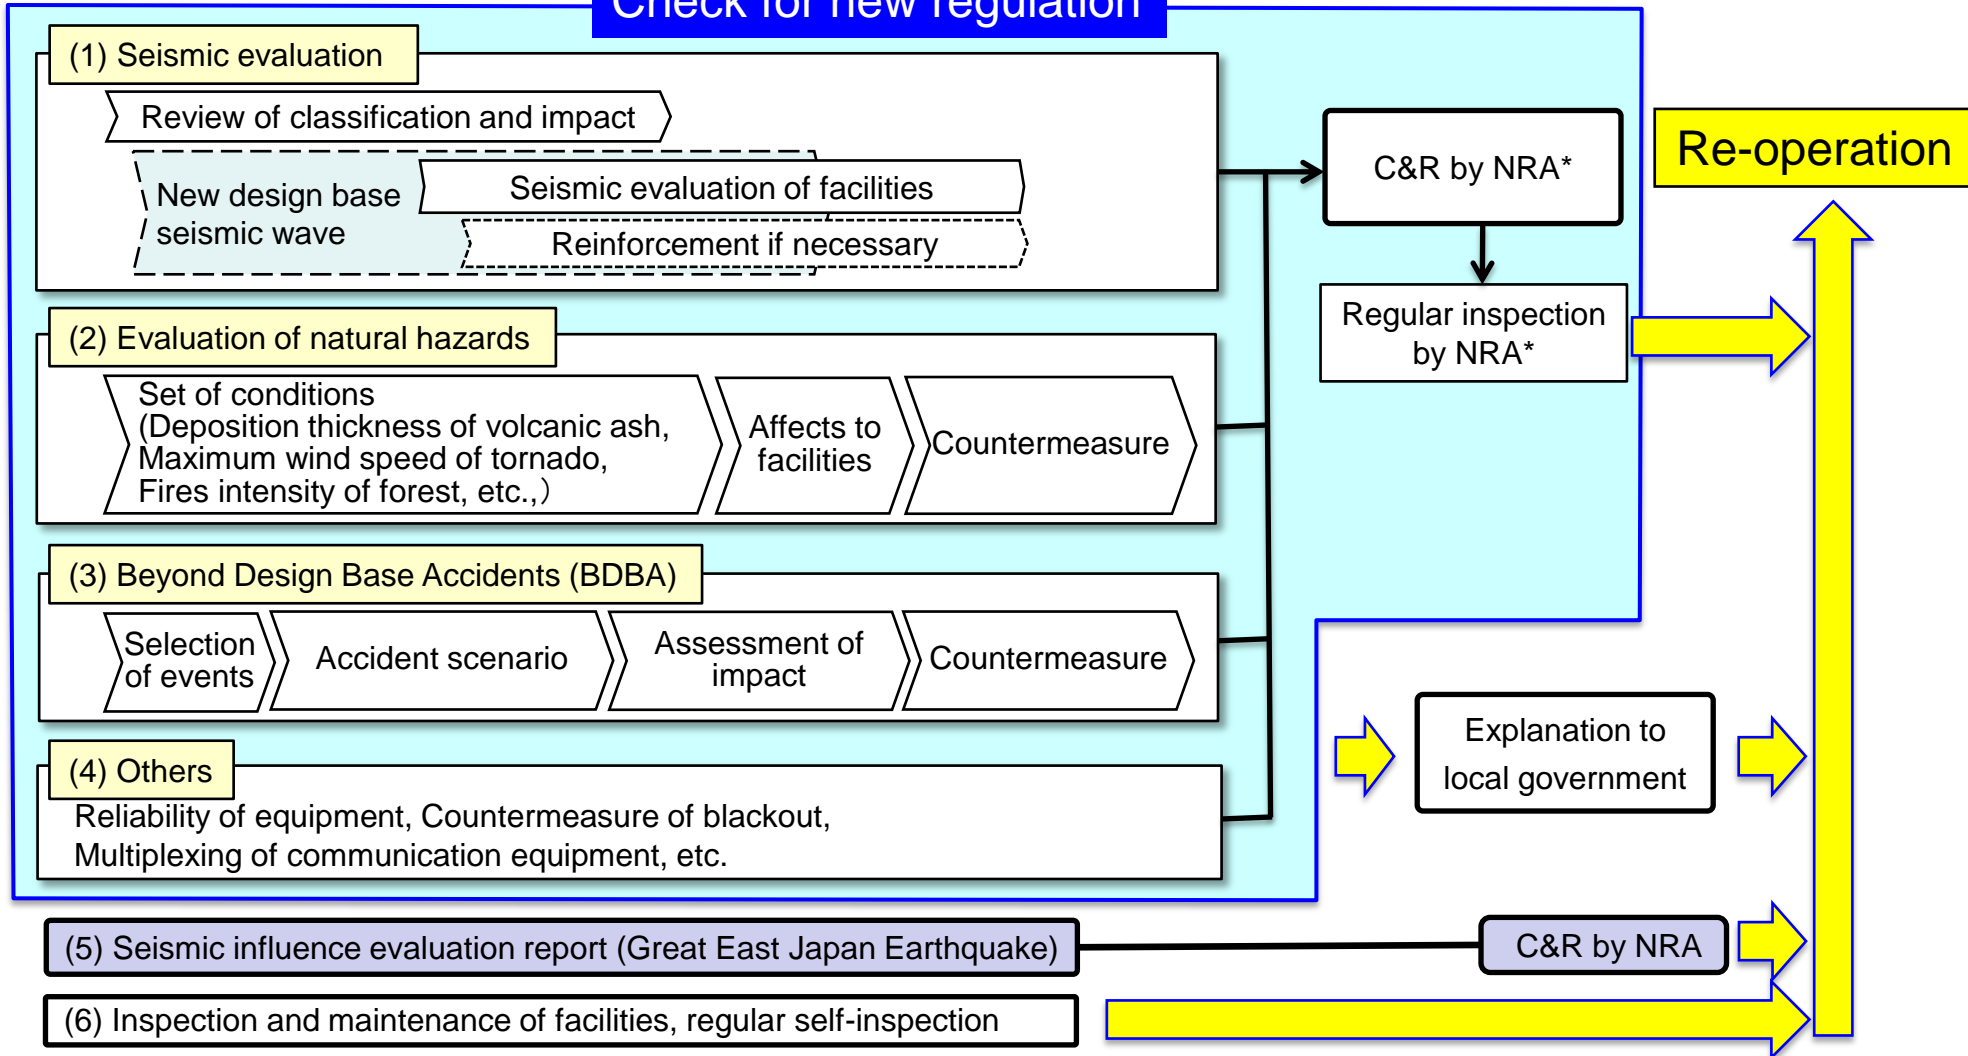 Check for new regulation
(1) Seismic evaluation
Review of classification and impact
New design base
seismic wave
Seismic evaluation of facilities
Reinforcement if necessary
C&R by NRA*
Re-operation
Regular inspection
by NRA*
(2) Evaluation of natural hazards
Set of conditions
(Deposition thickness of volcanic ash,
Maximum wind speed of tornado,
Fires intensity of forest, etc.,）
Affects to
facilities
Countermeasure
(3) Beyond Design Base Accidents (BDBA)
Selection
of events
Accident scenario
Assessment of
impact
Countermeasure
Explanation to
local government
(4) Others
Reliability of equipment, Countermeasure of blackout,
Multiplexing of communication equipment, etc.
(5) Seismic influence evaluation report (Great East Japan Earthquake)
C&R by NRA
(6) Inspection and maintenance of facilities, regular self-inspection